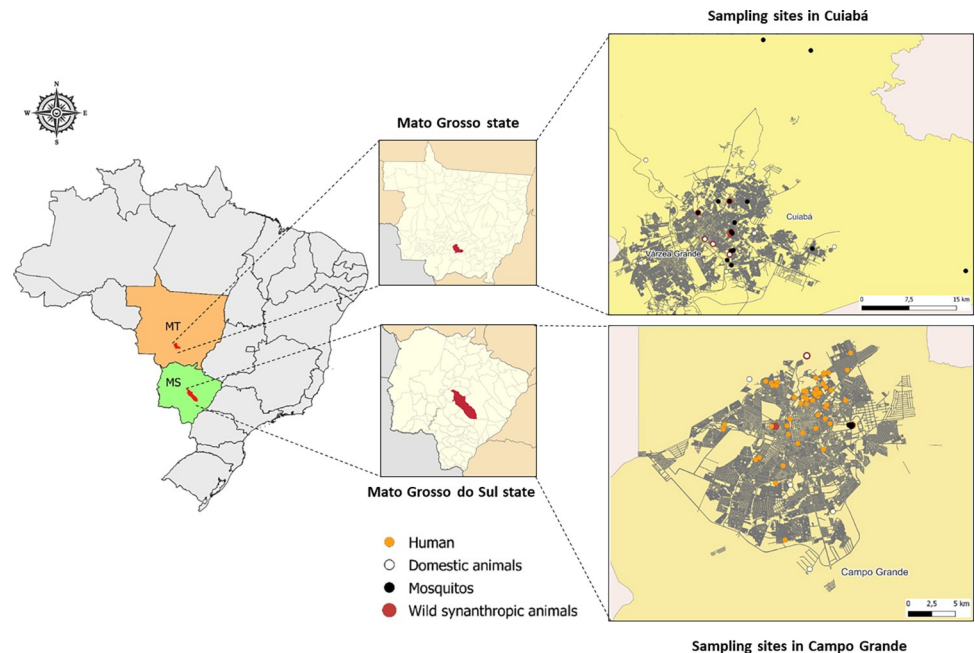 Sampling sites in Cuiabá
N
W
E
S
Mato Grosso state
Cuiabá
Várzea Grande
0 7,5 15 km
MT
MS
Mato Grosso do Sul state
Human
Domestic animals
Mosquitos
Wild synanthropic animals
Campo Grande
0 2,5 5 km
Sampling sites in Campo Grande